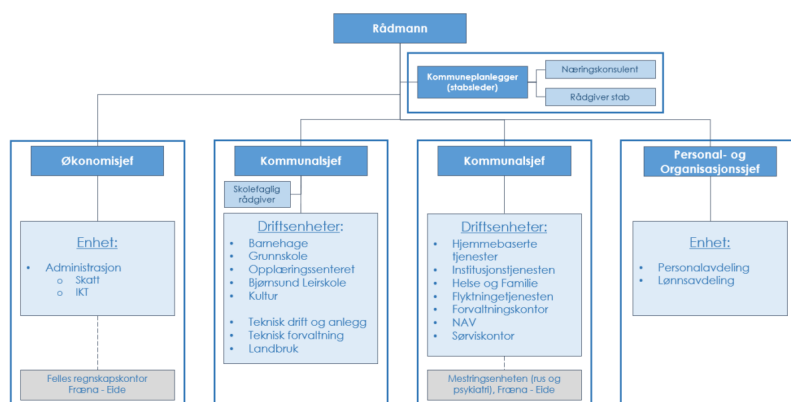 Rådmann
Kommuneplanlegger
(stabsleder)
Næringskonsulent
Rådgiver stab
Økonomisjef
Enhet:
Administrasjon
Skatt
IKT
Felles regnskapskontor
Fræna - Eide
Kommunalsjef
Skolefaglig
rådgiver
Driftsenheter:
Barnehage
Grunnskole
Opplæringssenteret
Bjørnsund Leirskole
Kultur
Teknisk drift og anlegg
Teknisk forvaltning
Landbruk
Kommunalsjef
Driftsenheter:
Hjemmebaserte
tjenester
Institusjonstjenesten
Helse og Familie
Flyktningetjenesten
Forvaltningskontor
NAV
Sørviskontor
Mestringsenheten (rus og
psykiatri), Fræna - Eide
Personal- og
Organisasjonssjef
Enhet:
Personalavdeling
Lønnsavdeling